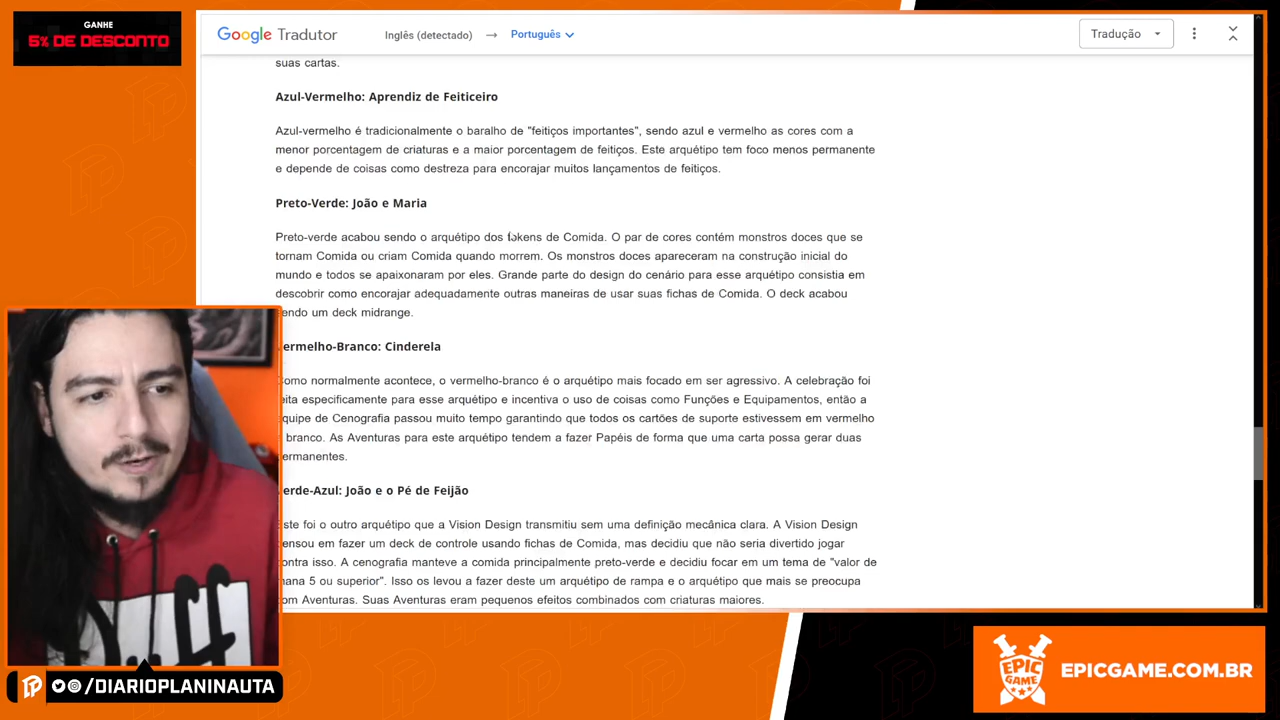 GANHE
5% DE DESCONTO
Google Tradutor
Inglês (detectado) → Português
Tradução
suas cartas.
Azul-Vermelho: Aprendiz de Feiticeiro
Azul-vermelho é tradicionalmente o baralho de "feitiços importantes", sendo azul e vermelho as cores com a
menor porcentagem de criaturas e a maior porcentagem de feitiços. Este arquétipo tem foco menos permanente
e depende de coisas como destreza para encorajar muitos lançamentos de feitiços.
Preto-Verde: João e Maria
Preto-verde acabou sendo o arquétipo dos tokens de Comida. O par de cores contém monstros doces que se
tornam Comida ou criam Comida quando morrem. Os monstros doces apareceram na construção inicial do
mundo e todos se apaixonaram por eles. Grande parte do design do cenário para esse arquétipo consistia em
descobrir como encorajar adequadamente outras maneiras de usar suas fichas de Comida. O deck acabou
endo um deck midrange.
ermelho-Branco: Cinderela
omo normalmente acontece, o vermelho-branco é o arquétipo mais focado em ser agressivo. A celebração foi
eita especificamente para esse arquétipo e incentiva o uso de coisas como Funções e Equipamentos, então a
quipe de Cenografia passou muito tempo garantindo que todos os cartões de suporte estivessem em vermelho
branco. As Aventuras para este arquétipo tendem a fazer Papéis de forma que uma carta possa gerar duas
ermanentes.
erde-Azul: João e o Pé de Feijão
ste foi o outro arquétipo que a Vision Design transmitiu sem uma definição mecânica clara. A Vision Design
ensou em fazer um deck de controle usando fichas de Comida, mas decidiu que não seria divertido jogar
ontra isso. A cenografia manteve a comida principalmente preto-verde e decidiu focar em um tema de "valor de
mana 5 ou superior". Isso os levou a fazer deste um arquétipo de rampa e o arquétipo que mais se preocupa
om Aventuras. Suas Aventuras eram pequenos efeitos combinados com criaturas maiores.
/DIARIOPLANINAUTA
EPIC
GAME
EPICGAME.COM.BR